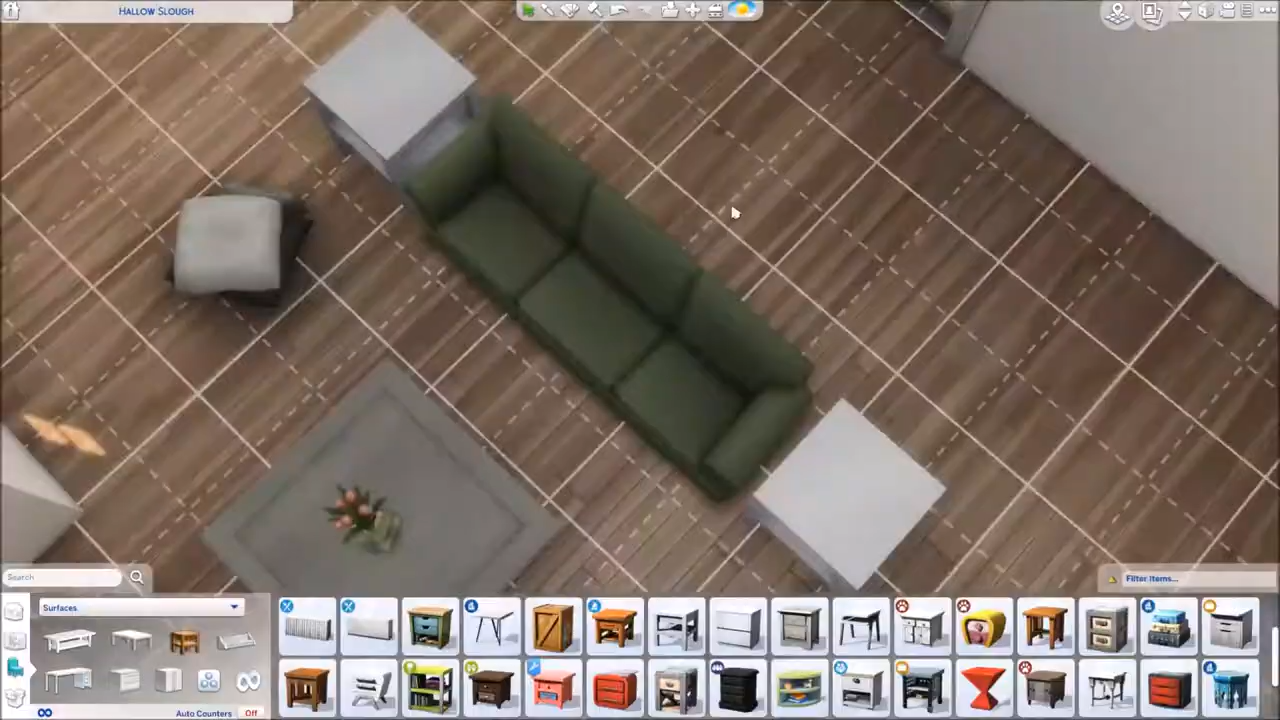 Hallow Slough
Search
Filter Items...
Surfaces
Auto Counters Off